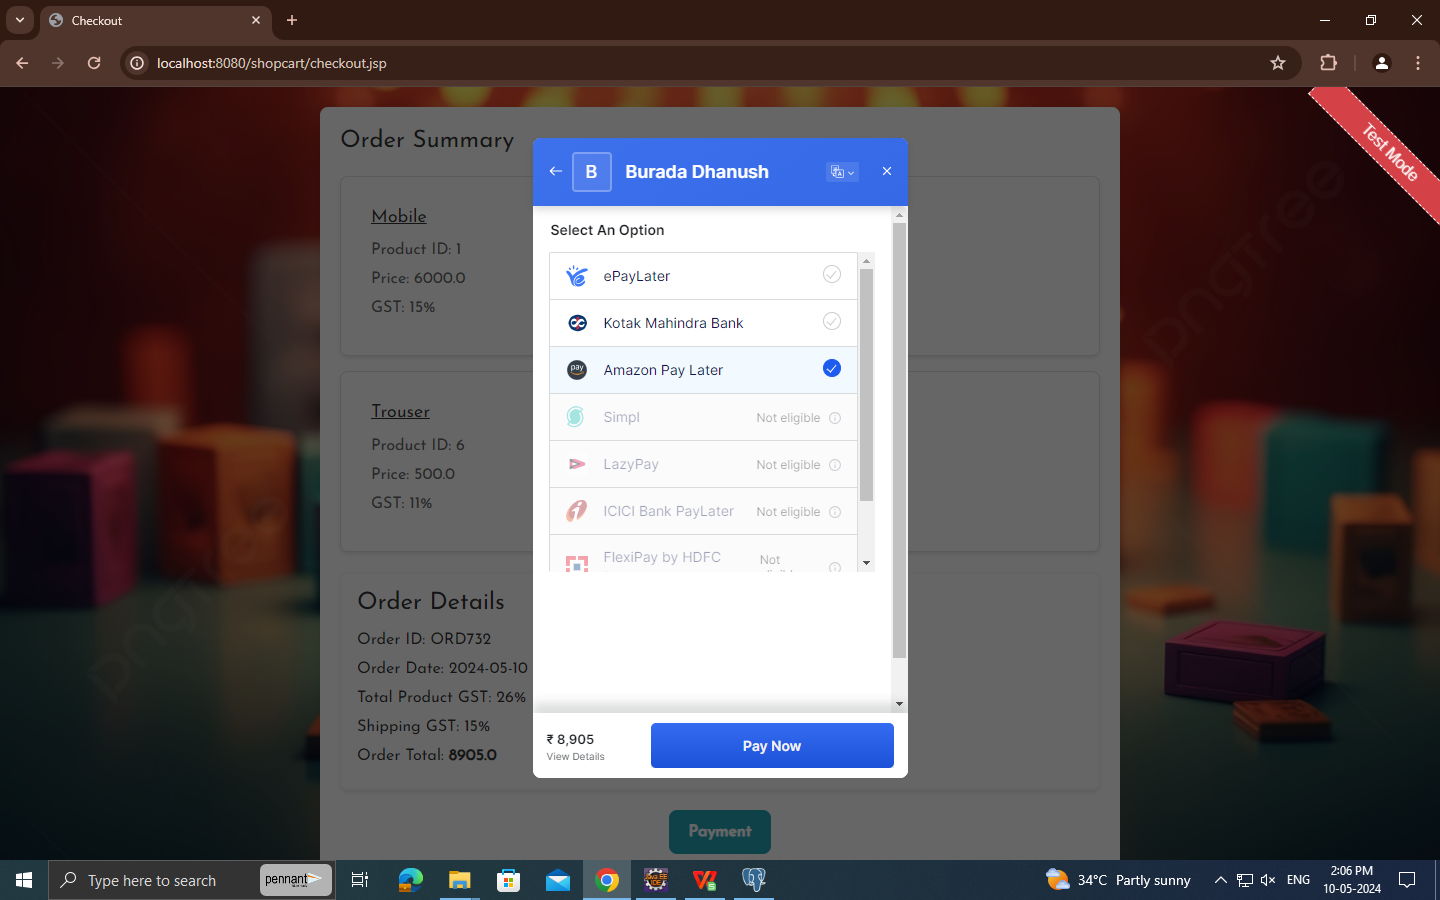 Checkout
localhost:8080/shopcart/checkout.jsp
Test Mode
Order Summary
Mobile
Product ID: 1
Price: 6000.0
GST: 15%
Trouser
Product ID: 6
Price: 500.0
GST: 11%
Order Details
Order ID: ORD732
Order Date: 2024-05-10
Total Product GST: 26%
Shipping GST: 15%
Order Total: 8905.0
Payment
B Burada Dhanush
Select An Option
ePayLater
Kotak Mahindra Bank
pay Amazon Pay Later
Simpl Not eligible
LazyPay Not eligible
ICICI Bank PayLater Not eligible
FlexiPay by HDFC Not
₹ 8,905
View Details
Pay Now
pngtree
pngtree
Type here to search
pennant
34°C Partly sunny
ENG
2:06 PM
10-05-2024